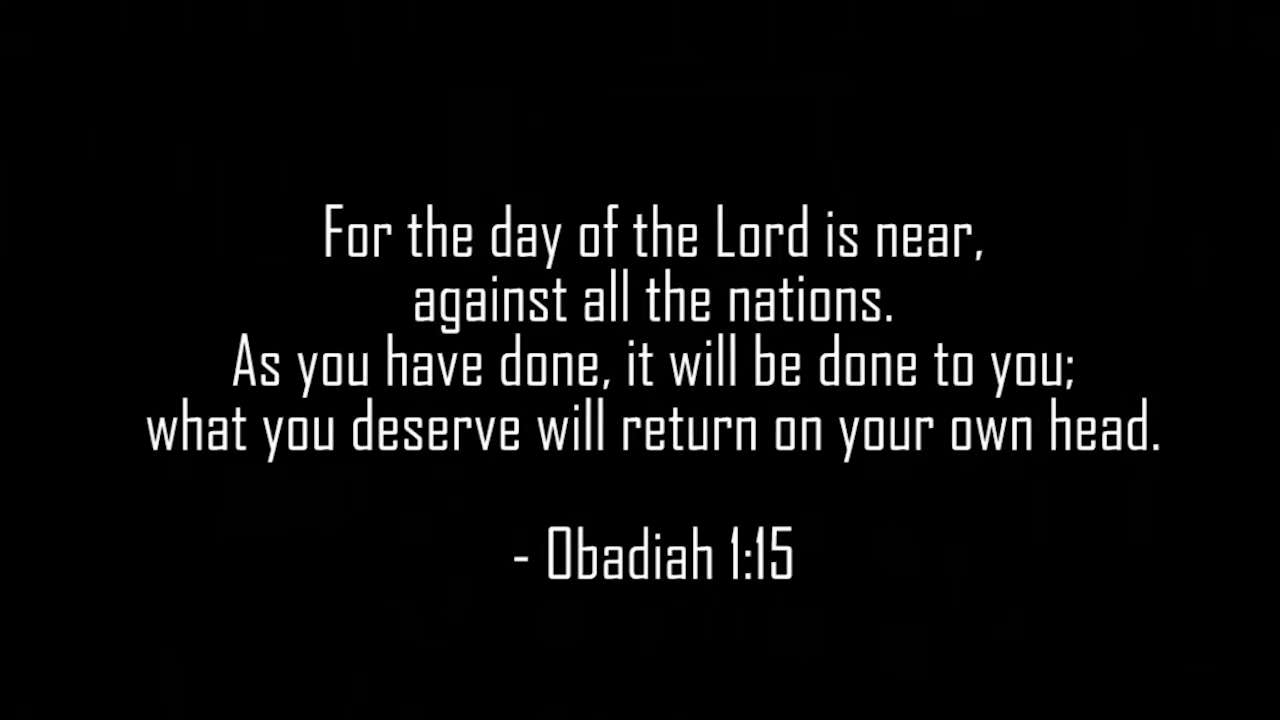 For the day of the Lord is near,
against all the nations.
As you have done, it will be done to you;
what you deserve will return on your own head.
- Obadiah 1:15